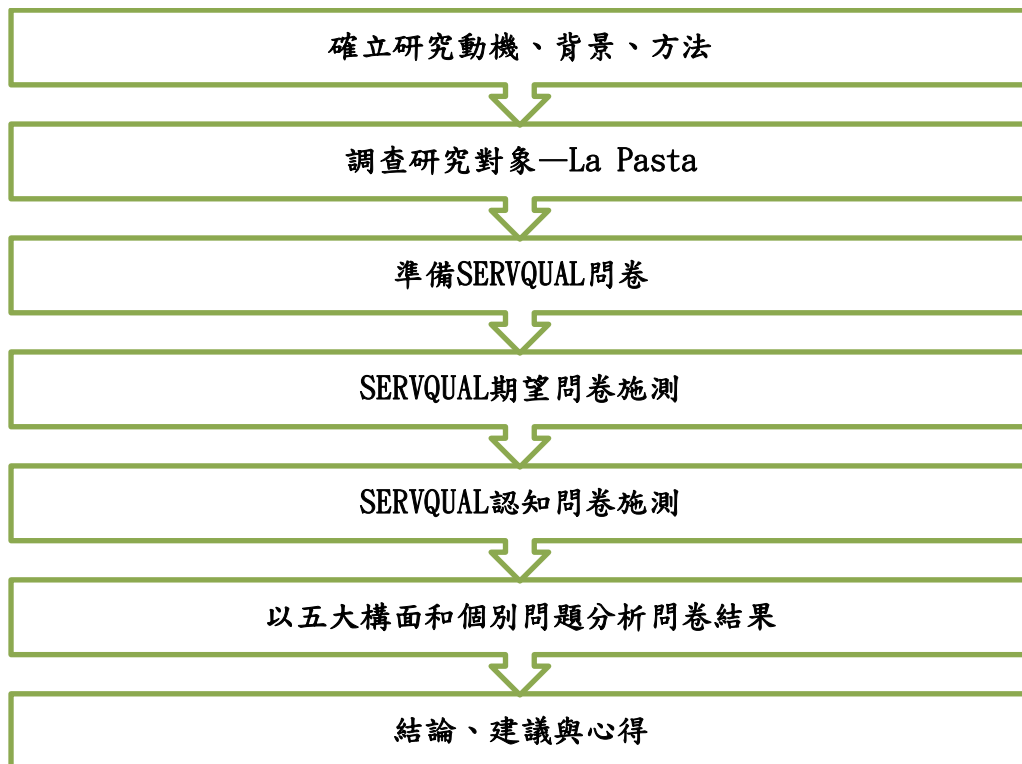 確立研究動機、背景、方法
調查研究對象—La Pasta
準備SERVQUAL問卷
SERVQUAL期望問卷施測
SERVQUAL認知問卷施測
以五大構面和個別問題分析問卷結果
結論、建議與心得